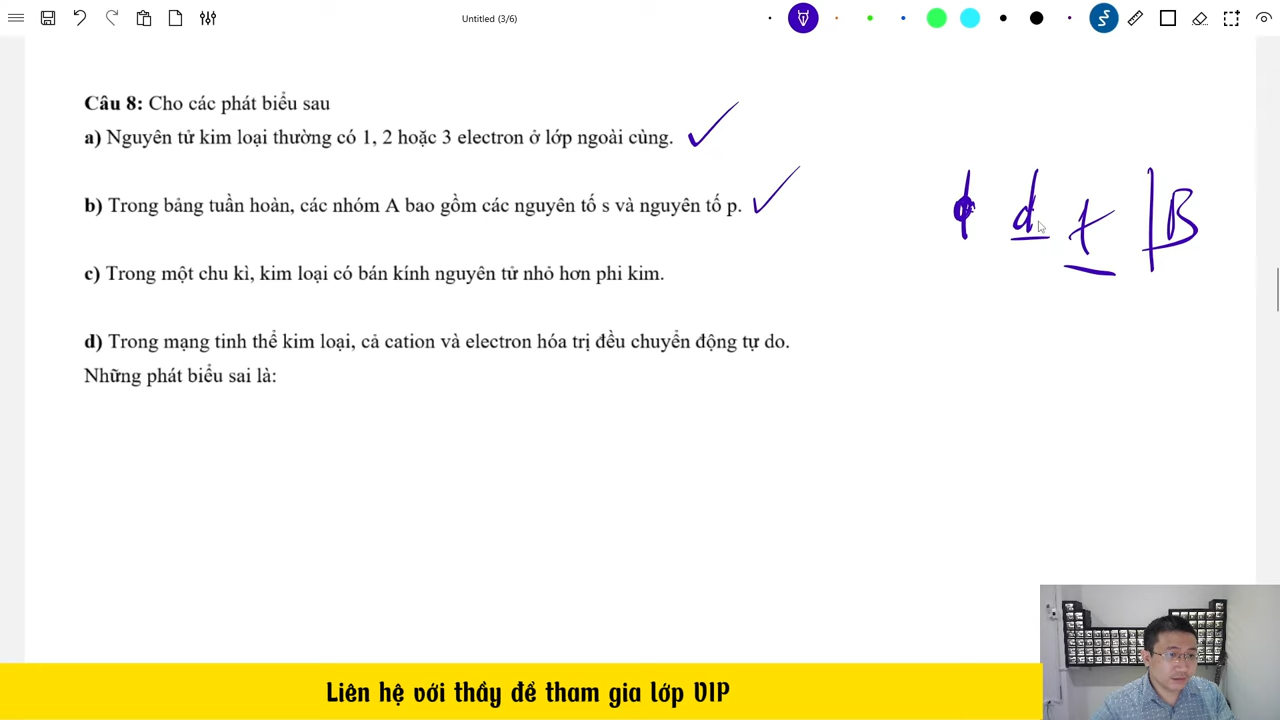 Untitled (3/6)
Câu 8: Cho các phát biểu sau
a) Nguyên tử kim loại thường có 1, 2 hoặc 3 electron ở lớp ngoài cùng.
b) Trong bảng tuần hoàn, các nhóm A bao gồm các nguyên tố s và nguyên tố p.
d f B
c) Trong một chu kì, kim loại có bán kính nguyên tử nhỏ hơn phi kim.
d) Trong mạng tinh thể kim loại, cả cation và electron hóa trị đều chuyển động tự do.
Những phát biểu sai là:
Liên hệ với thầy để tham gia lớp VIP